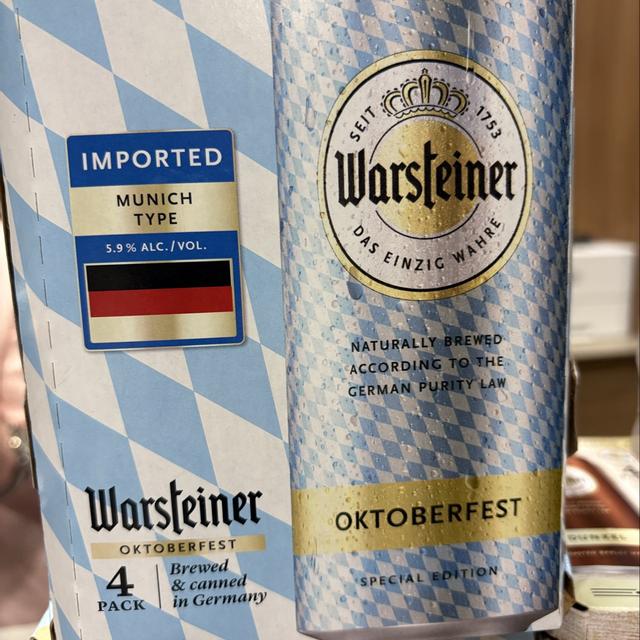 IMPORTED
MUNICH
TYPE
5.9 % ALC. / VOL.
Warsteiner
OKTOBERFEST
4
PACK
Brewed
& canned
in Germany
SEIT 1753
Warsteiner
DAS EINZIG WAHRE
NATURALLY BREWED
ACCORDING TO THE
GERMAN PURITY LAW
OKTOBERFEST
SPECIAL EDITION
DUNKEL